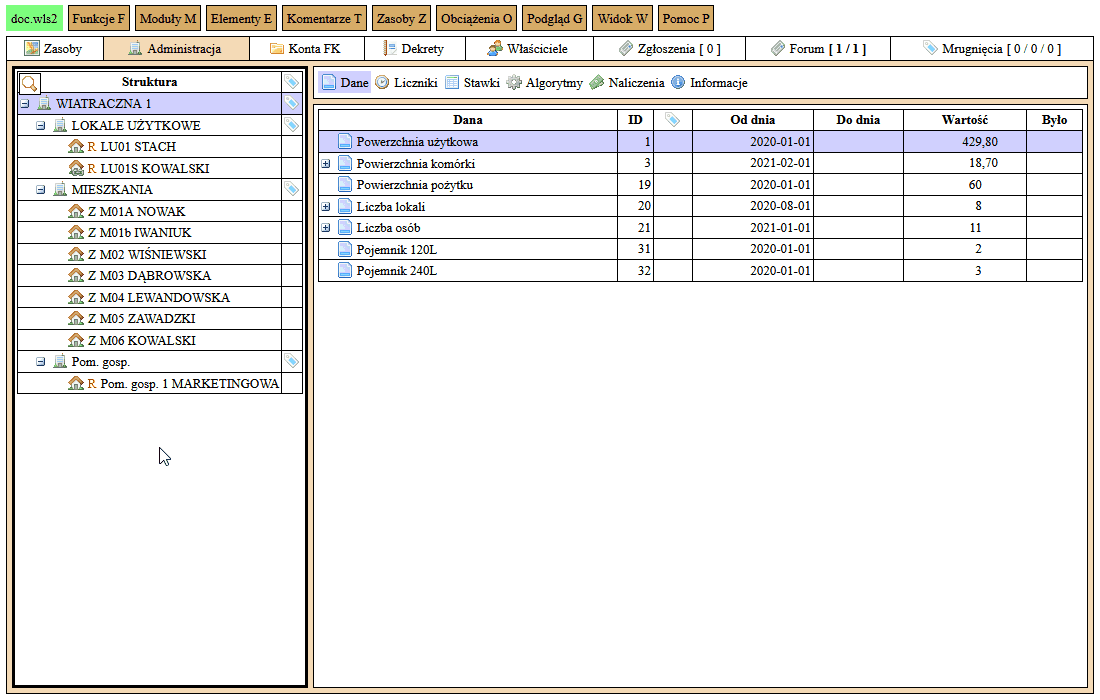 doc.wls2 Funkcje F Moduły M Elementy E Komentarze T Zasoby Z Obciążenia O Podgląd G Widok W Pomoc P
Zasoby Administracja Konta FK Dekrety Właściciele Zgłoszenia [ 0 ] Forum [ 1 / 1 ] Mrugnięcia [ 0 / 0 / 0 ]
Struktura
WIATRACZNA 1
LOKALE UŻYTKOWE
R LU01 STACH
R LU01S KOWALSKI
MIESZKANIA
Z M01A NOWAK
Z M01b IWANIUK
Z M02 WIŚNIEWSKI
Z M03 DĄBROWSKA
Z M04 LEWANDOWSKA
Z M05 ZAWADZKI
Z M06 KOWALSKI
Pom. gosp.
R Pom. gosp. 1 MARKETINGOWA
Dane Liczniki Stawki Algorytmy Naliczenia Informacje
Dana ID Od dnia Do dnia Wartość Było
Powerzchnia użytkowa 1 2020-01-01 429,80
Powierzchnia komórki 3 2021-02-01 18,70
Powierzchnia pożytku 19 2020-01-01 60
Liczba lokali 20 2020-08-01 8
Liczba osób 21 2021-01-01 11
Pojemnik 120L 31 2020-01-01 2
Pojemnik 240L 32 2020-01-01 3